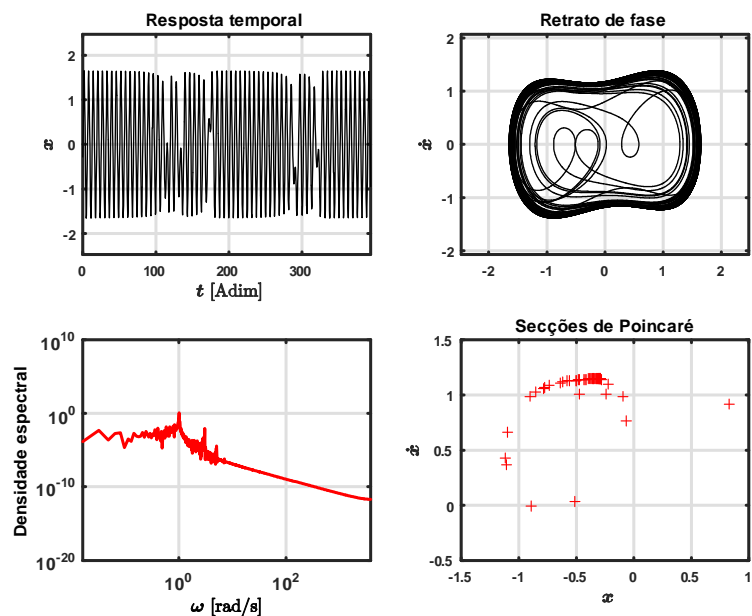 Resposta temporal
2
1
0
-1
-2
x
0 100 200 300
t [Adim]
Retrato de fase
2
1
0
-1
-2
ẋ
-2 -1 0 1 2
10^10
10^0
10^-10
10^-20
Densidade espectral
10^0 10^2
ω [rad/s]
Secções de Poincaré
1.5
1
0.5
0
-0.5
ẋ
-1.5 -1 -0.5 0 0.5 1
x